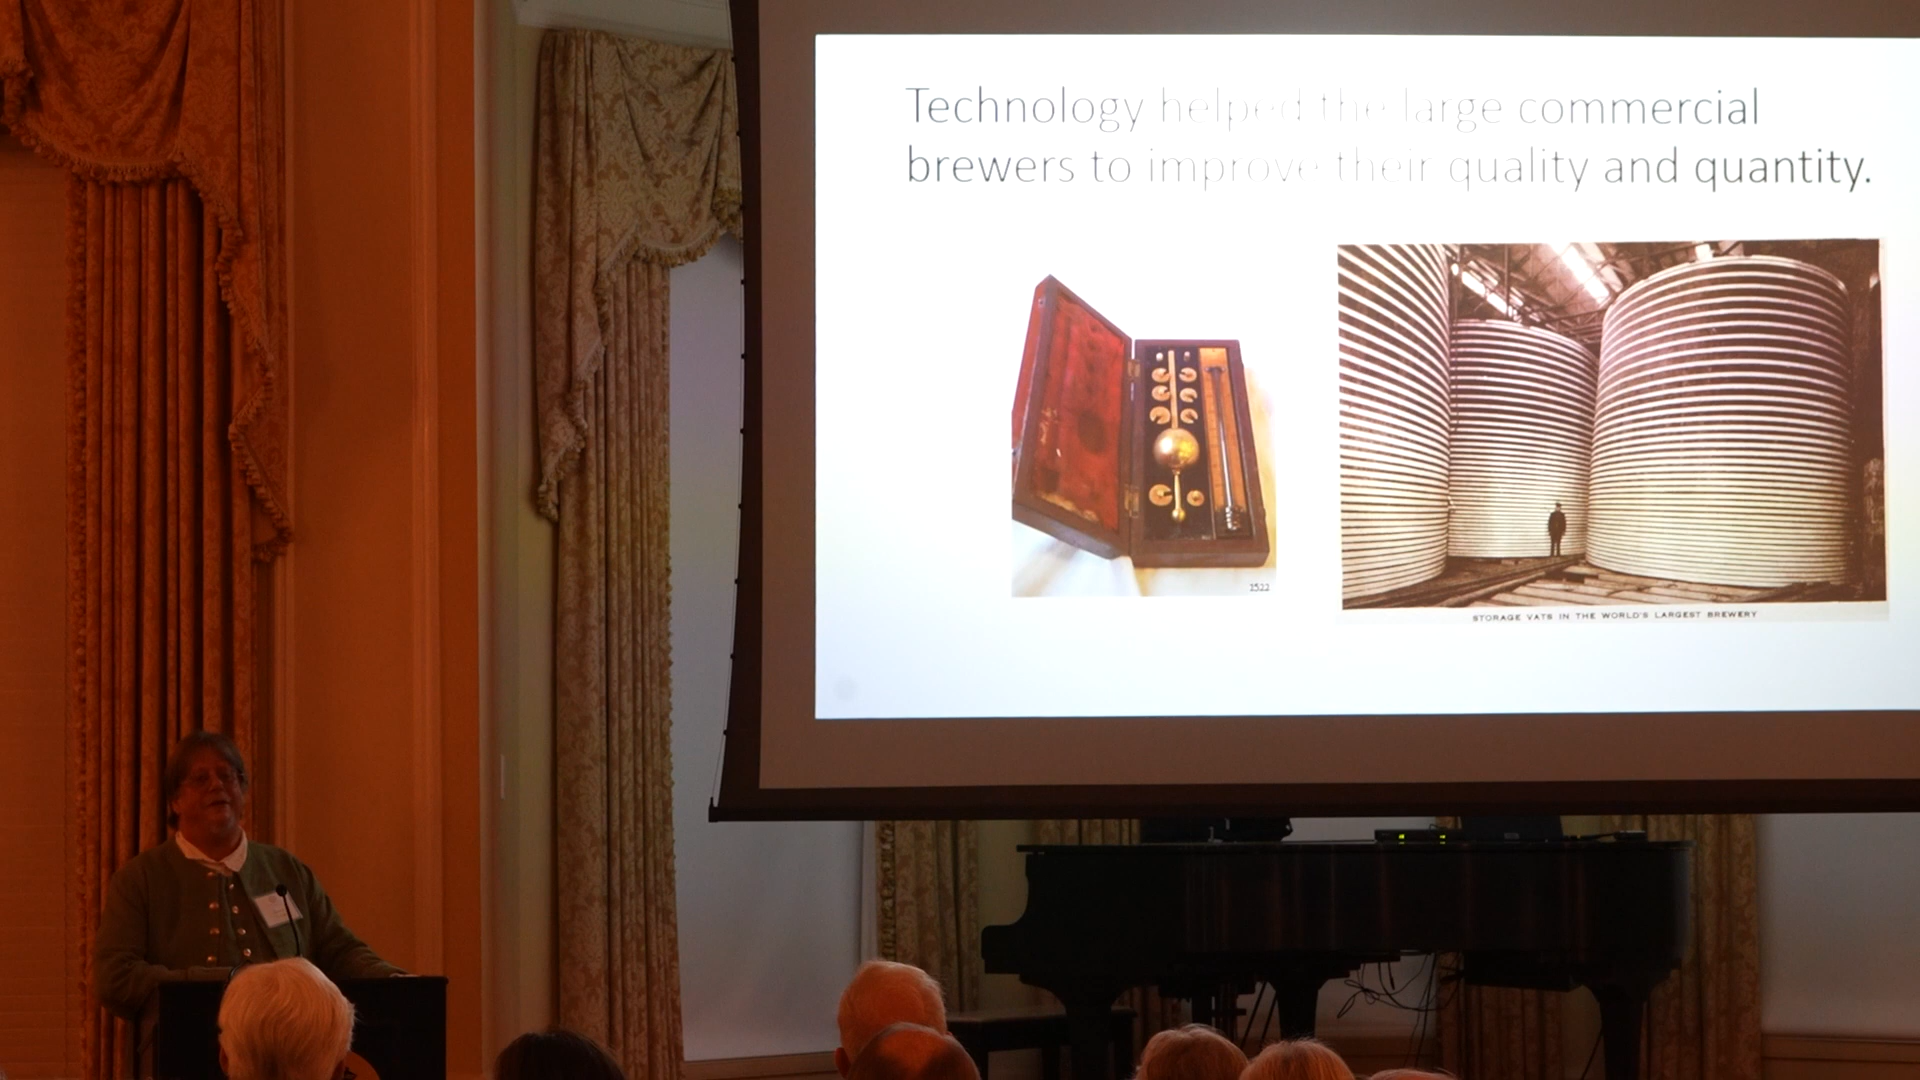 Technology helped the large commercial
brewers to improve their quality and quantity.
1522
STORAGE VATS IN THE WORLD'S LARGEST BREWERY